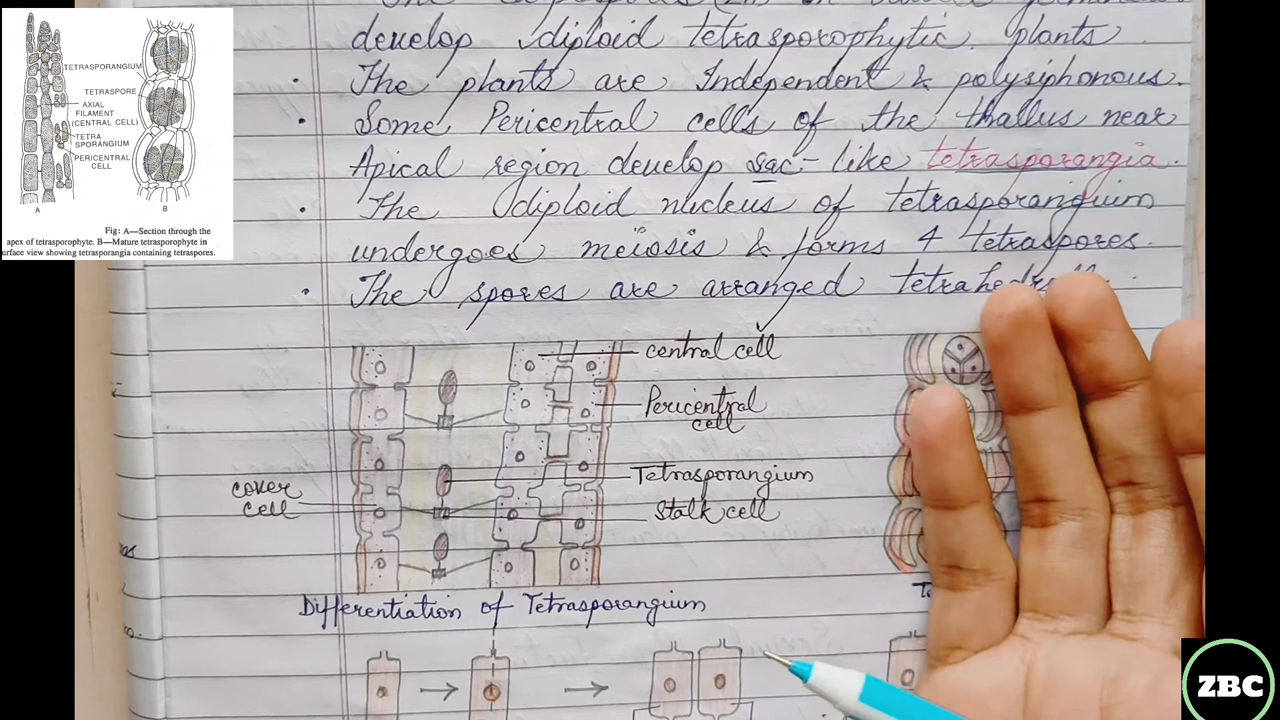 develop diploid tetrasporophytic plants
• The plants are Independent & polysiphonous.
• Some Pericentral cells of the thallus near
Apical region develop sac-like tetrasporangia.
• The diploid nucleus of tetrasporangium
undergoes meiosis & forms 4 tetraspores.
• The spores are arranged
TETRASPORANGIUM
TETRASPORE
AXIAL
FILAMENT
(CENTRAL CELL)
TETRA
SPORANGIUM
PERICENTRAL
CELL
A
B
Fig: A—Section through the
apex of tetrasporophyte. B—Mature tetrasporophyte in
urface view showing tetrasporangia containing tetraspores.
central cell
Pericentral
cell
Tetrasporangium
Stalk cell
cover
cell
Differentiation of Tetrasporangium
ZBC